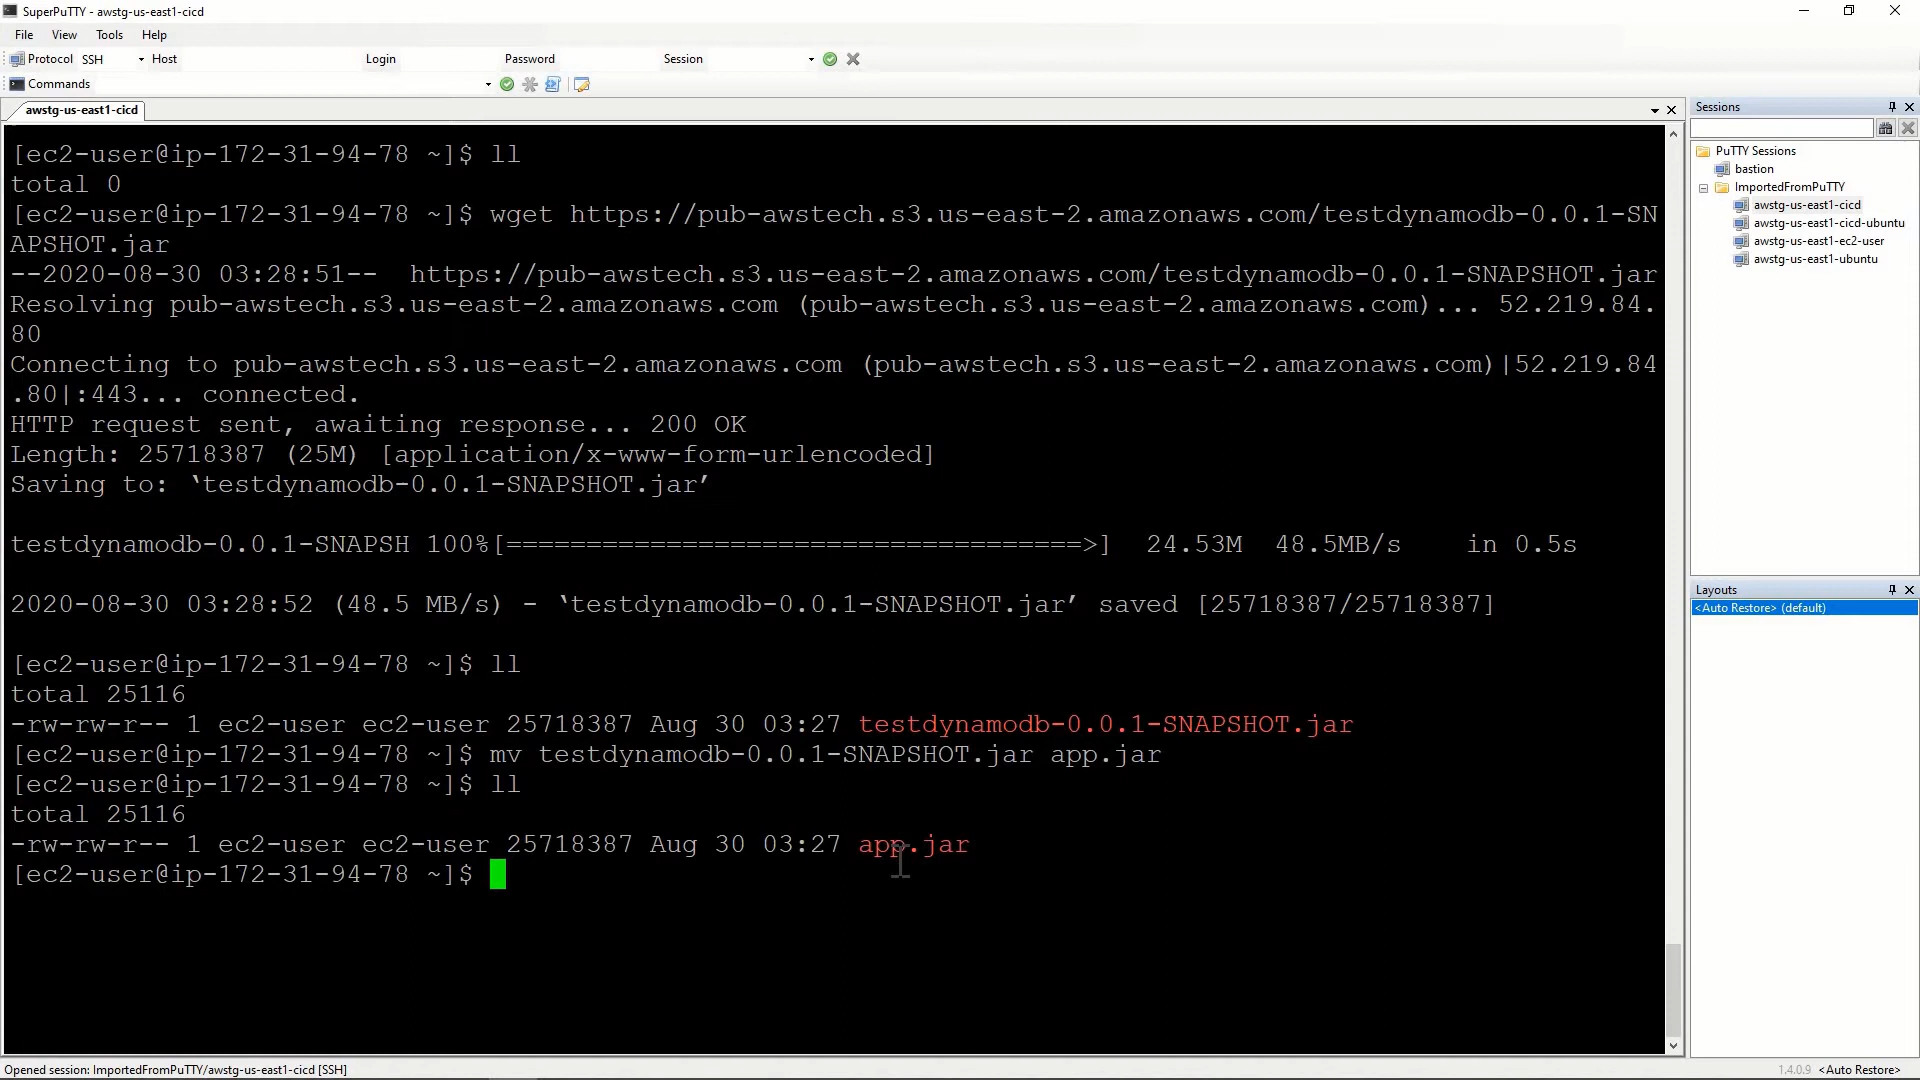 SuperPuTTY - awstg-us-east1-cicd
File View Tools Help
Protocol SSH Host Login Password Session
Commands
awstg-us-east1-cicd
[ec2-user@ip-172-31-94-78 ~]$ ll
total 0
[ec2-user@ip-172-31-94-78 ~]$ wget https://pub-awstech.s3.us-east-2.amazonaws.com/testdynamodb-0.0.1-SN
APSHOT.jar
--2020-08-30 03:28:51--  https://pub-awstech.s3.us-east-2.amazonaws.com/testdynamodb-0.0.1-SNAPSHOT.jar
Resolving pub-awstech.s3.us-east-2.amazonaws.com (pub-awstech.s3.us-east-2.amazonaws.com)... 52.219.84.
80
Connecting to pub-awstech.s3.us-east-2.amazonaws.com (pub-awstech.s3.us-east-2.amazonaws.com)|52.219.84
.80|:443... connected.
HTTP request sent, awaiting response... 200 OK
Length: 25718387 (25M) [application/x-www-form-urlencoded]
Saving to: ‘testdynamodb-0.0.1-SNAPSHOT.jar’
testdynamodb-0.0.1-SNAPSH 100%[====================================>]  24.53M  48.5MB/s    in 0.5s
2020-08-30 03:28:52 (48.5 MB/s) - ‘testdynamodb-0.0.1-SNAPSHOT.jar’ saved [25718387/25718387]
[ec2-user@ip-172-31-94-78 ~]$ ll
total 25116
-rw-rw-r-- 1 ec2-user ec2-user 25718387 Aug 30 03:27 testdynamodb-0.0.1-SNAPSHOT.jar
[ec2-user@ip-172-31-94-78 ~]$ mv testdynamodb-0.0.1-SNAPSHOT.jar app.jar
[ec2-user@ip-172-31-94-78 ~]$ ll
total 25116
-rw-rw-r-- 1 ec2-user ec2-user 25718387 Aug 30 03:27 app.jar
[ec2-user@ip-172-31-94-78 ~]$
Sessions
PuTTY Sessions
bastion
ImportedFromPuTTY
awstg-us-east1-cicd
awstg-us-east1-cicd-ubuntu
awstg-us-east1-ec2-user
awstg-us-east1-ubuntu
Layouts
<Auto Restore> (default)
Opened session: ImportedFromPuTTY/awstg-us-east1-cicd [SSH]
1.4.0.9 <Auto Restore>